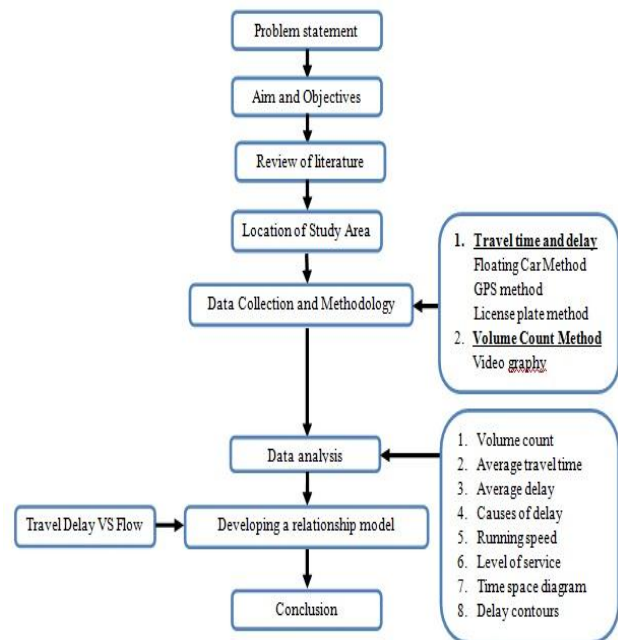 Problem statement
Aim and Objectives
Review of literature
Location of Study Area
Data Collection and Methodology
1. Travel time and delay
Floating Car Method
GPS method
License plate method
2. Volume Count Method
Video graphy
Data analysis
1. Volume count
2. Average travel time
3. Average delay
4. Causes of delay
5. Running speed
6. Level of service
7. Time space diagram
8. Delay contours
Travel Delay VS Flow
Developing a relationship model
Conclusion